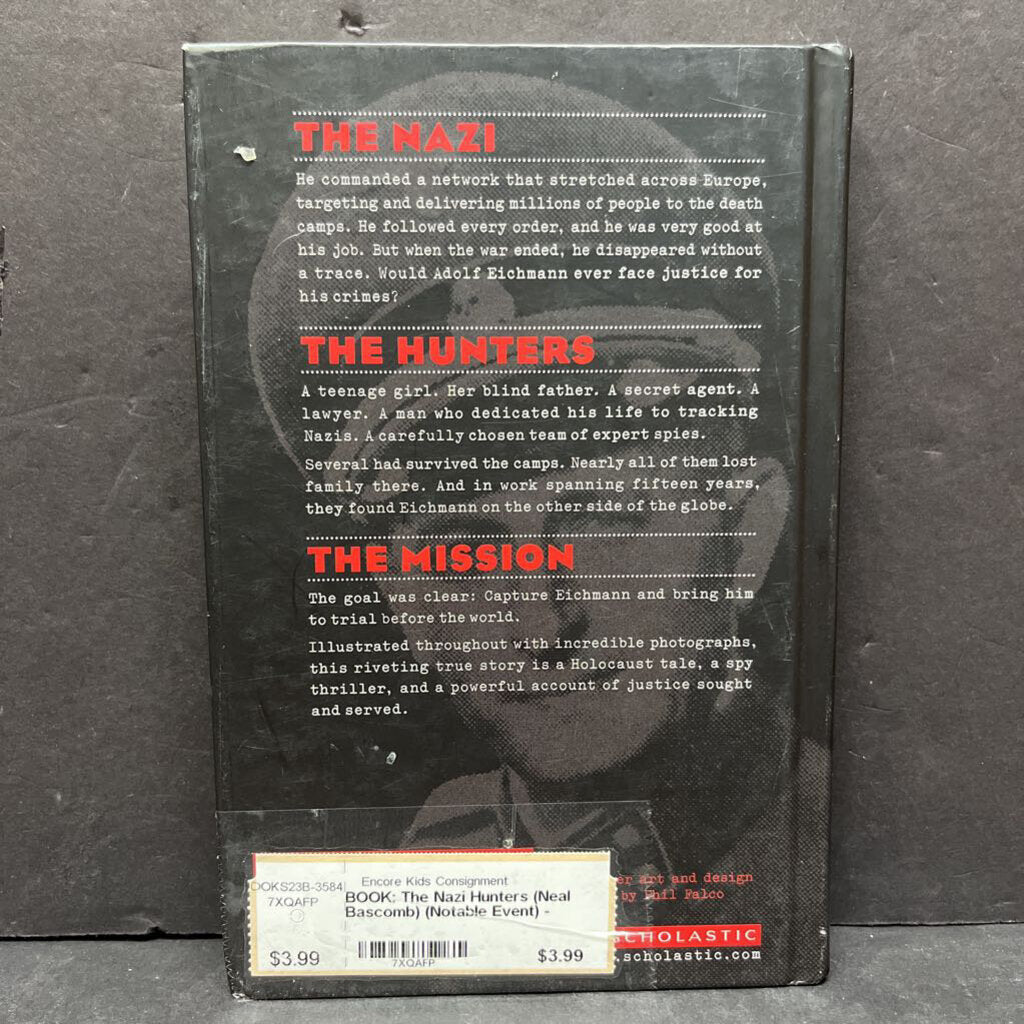 THE NAZI
He commanded a network that stretched across Europe,
targeting and delivering millions of people to the death
camps. He followed every order, and he was very good at
his job. But when the war ended, he disappeared without
a trace. Would Adolf Eichmann ever face justice for
his crimes?
THE HUNTERS
A teenage girl. Her blind father. A secret agent. A
lawyer. A man who dedicated his life to tracking
Nazis. A carefully chosen team of expert spies.
Several had survived the camps. Nearly all of them lost
family there. And in work spanning fifteen years,
they found Eichmann on the other side of the globe.
THE MISSION
The goal was clear: Capture Eichmann and bring him
to trial before the world.
Illustrated throughout with incredible photographs,
this riveting true story is a Holocaust tale, a spy
thriller, and a powerful account of justice sought
and served.
OOKS23B-3584
7XQAFP
$3.99
Encore Kids Consignment
BOOK: The Nazi Hunters (Neal
Bascomb) (Notable Event) -
7XQAFP
$3.99
er art and design
by Phil Falco
SCHOLASTIC
.scholastic.com